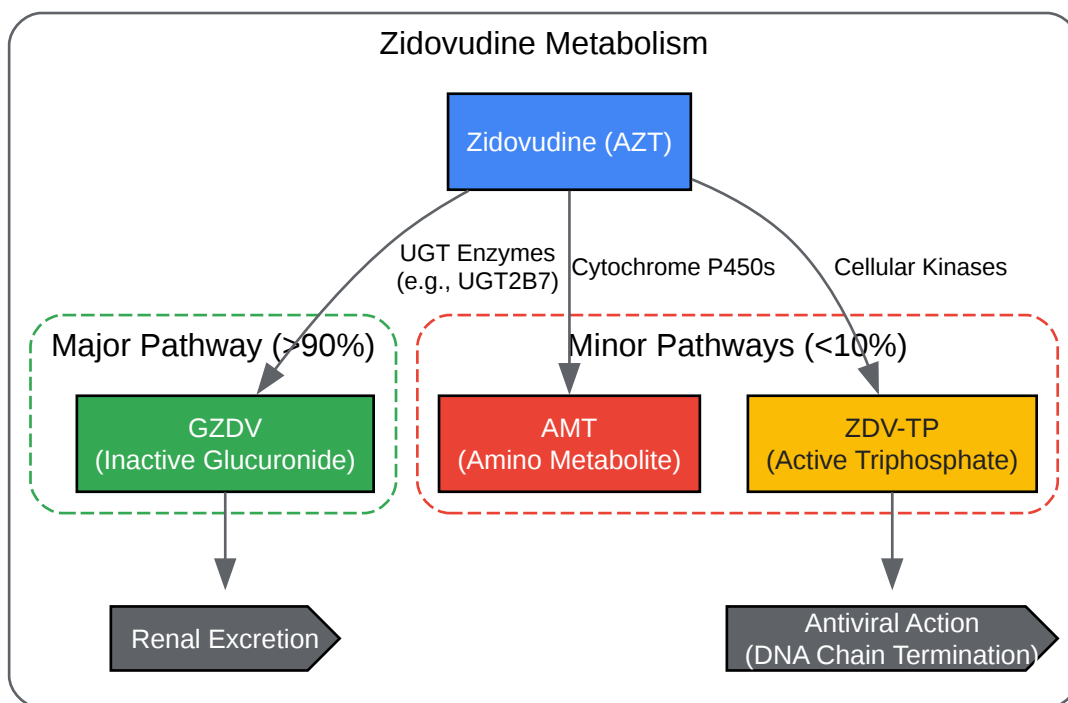 Zidovudine Metabolism
Zidovudine (AZT)
UGT Enzymes
(e.g., UGT2B7)
Cytochrome P450s
Cellular Kinases
Major Pathway (>90%)
Minor Pathways (<10%)
GZDV
(Inactive Glucuronide)
AMT
(Amino Metabolite)
ZDV-TP
(Active Triphosphate)
Renal Excretion
Antiviral Action
(DNA Chain Termination)